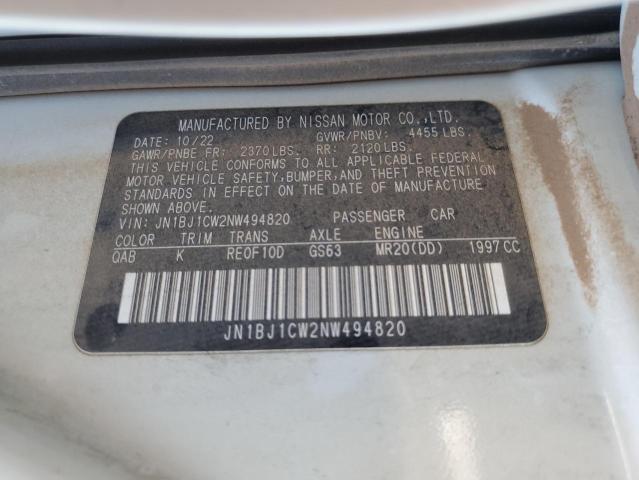 MANUFACTURED BY NISSAN MOTOR CO.,LTD.
DATE: 10/22 GVWR/PNBV: 4455 LBS.
GAWR/PNBE FR: 2370 LBS. RR: 2120 LBS.
THIS VEHICLE CONFORMS TO ALL APPLICABLE FEDERAL
MOTOR VEHICLE SAFETY, BUMPER, AND THEFT PREVENTION
STANDARDS IN EFFECT ON THE DATE OF MANUFACTURE
SHOWN ABOVE.
VIN: JN1BJ1CW2NW494820 PASSENGER CAR
COLOR TRIM TRANS AXLE ENGINE
QAB K RE0F10D GS63 MR20(DD) 1997 CC
JN1BJ1CW2NW494820